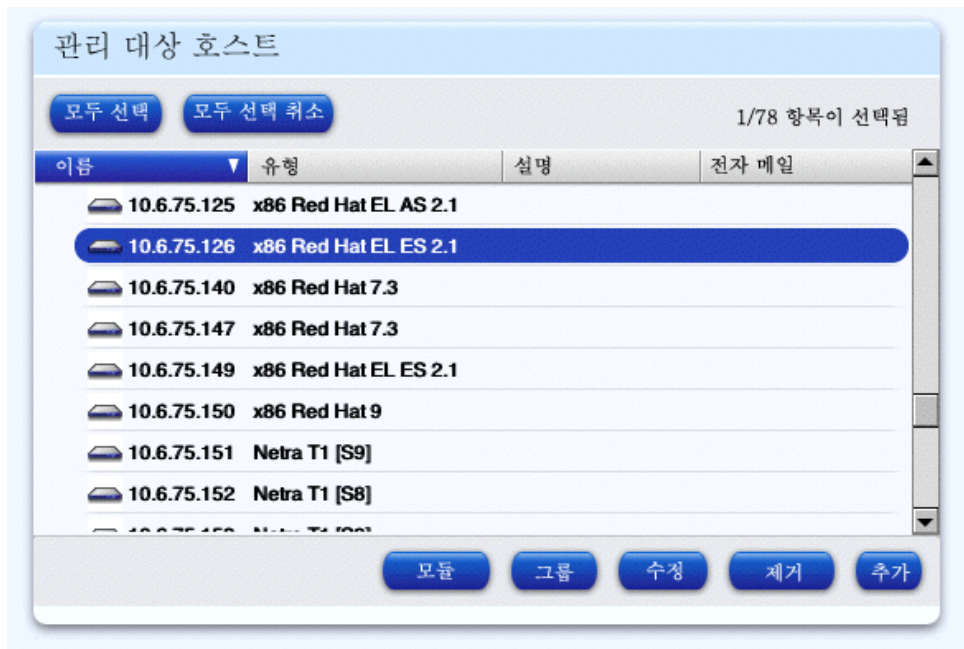 관리 대상 호스트
모두 선택 모두 선택 취소 1/78 항목이 선택됨
이름 유형 설명 전자 메일
10.6.75.125 x86 Red Hat EL AS 2.1
10.6.75.126 x86 Red Hat EL ES 2.1
10.6.75.140 x86 Red Hat 7.3
10.6.75.147 x86 Red Hat 7.3
10.6.75.149 x86 Red Hat EL ES 2.1
10.6.75.150 x86 Red Hat 9
10.6.75.151 Netra T1 [S9]
10.6.75.152 Netra T1 [S8]
모듈 그룹 수정 제거 추가